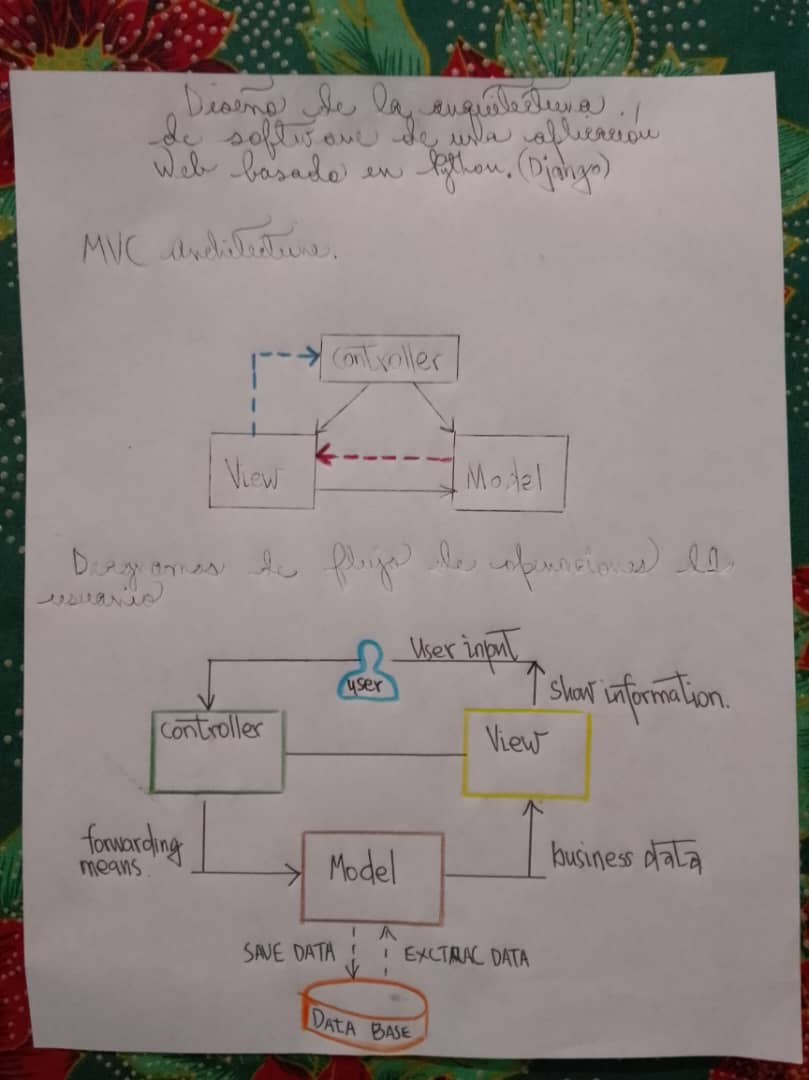 Diseño de la arquitectura
de software de una aplicación
Web basado en Python. (Django)
MVC architecture.
Controller
View
Model
Diagramas de flujo de operaciones del
usuario
User input
user
show information.
Controller
View
forwarding
means.
Model
business data
SAVE DATA
EXCTRAC DATA
DATA BASE